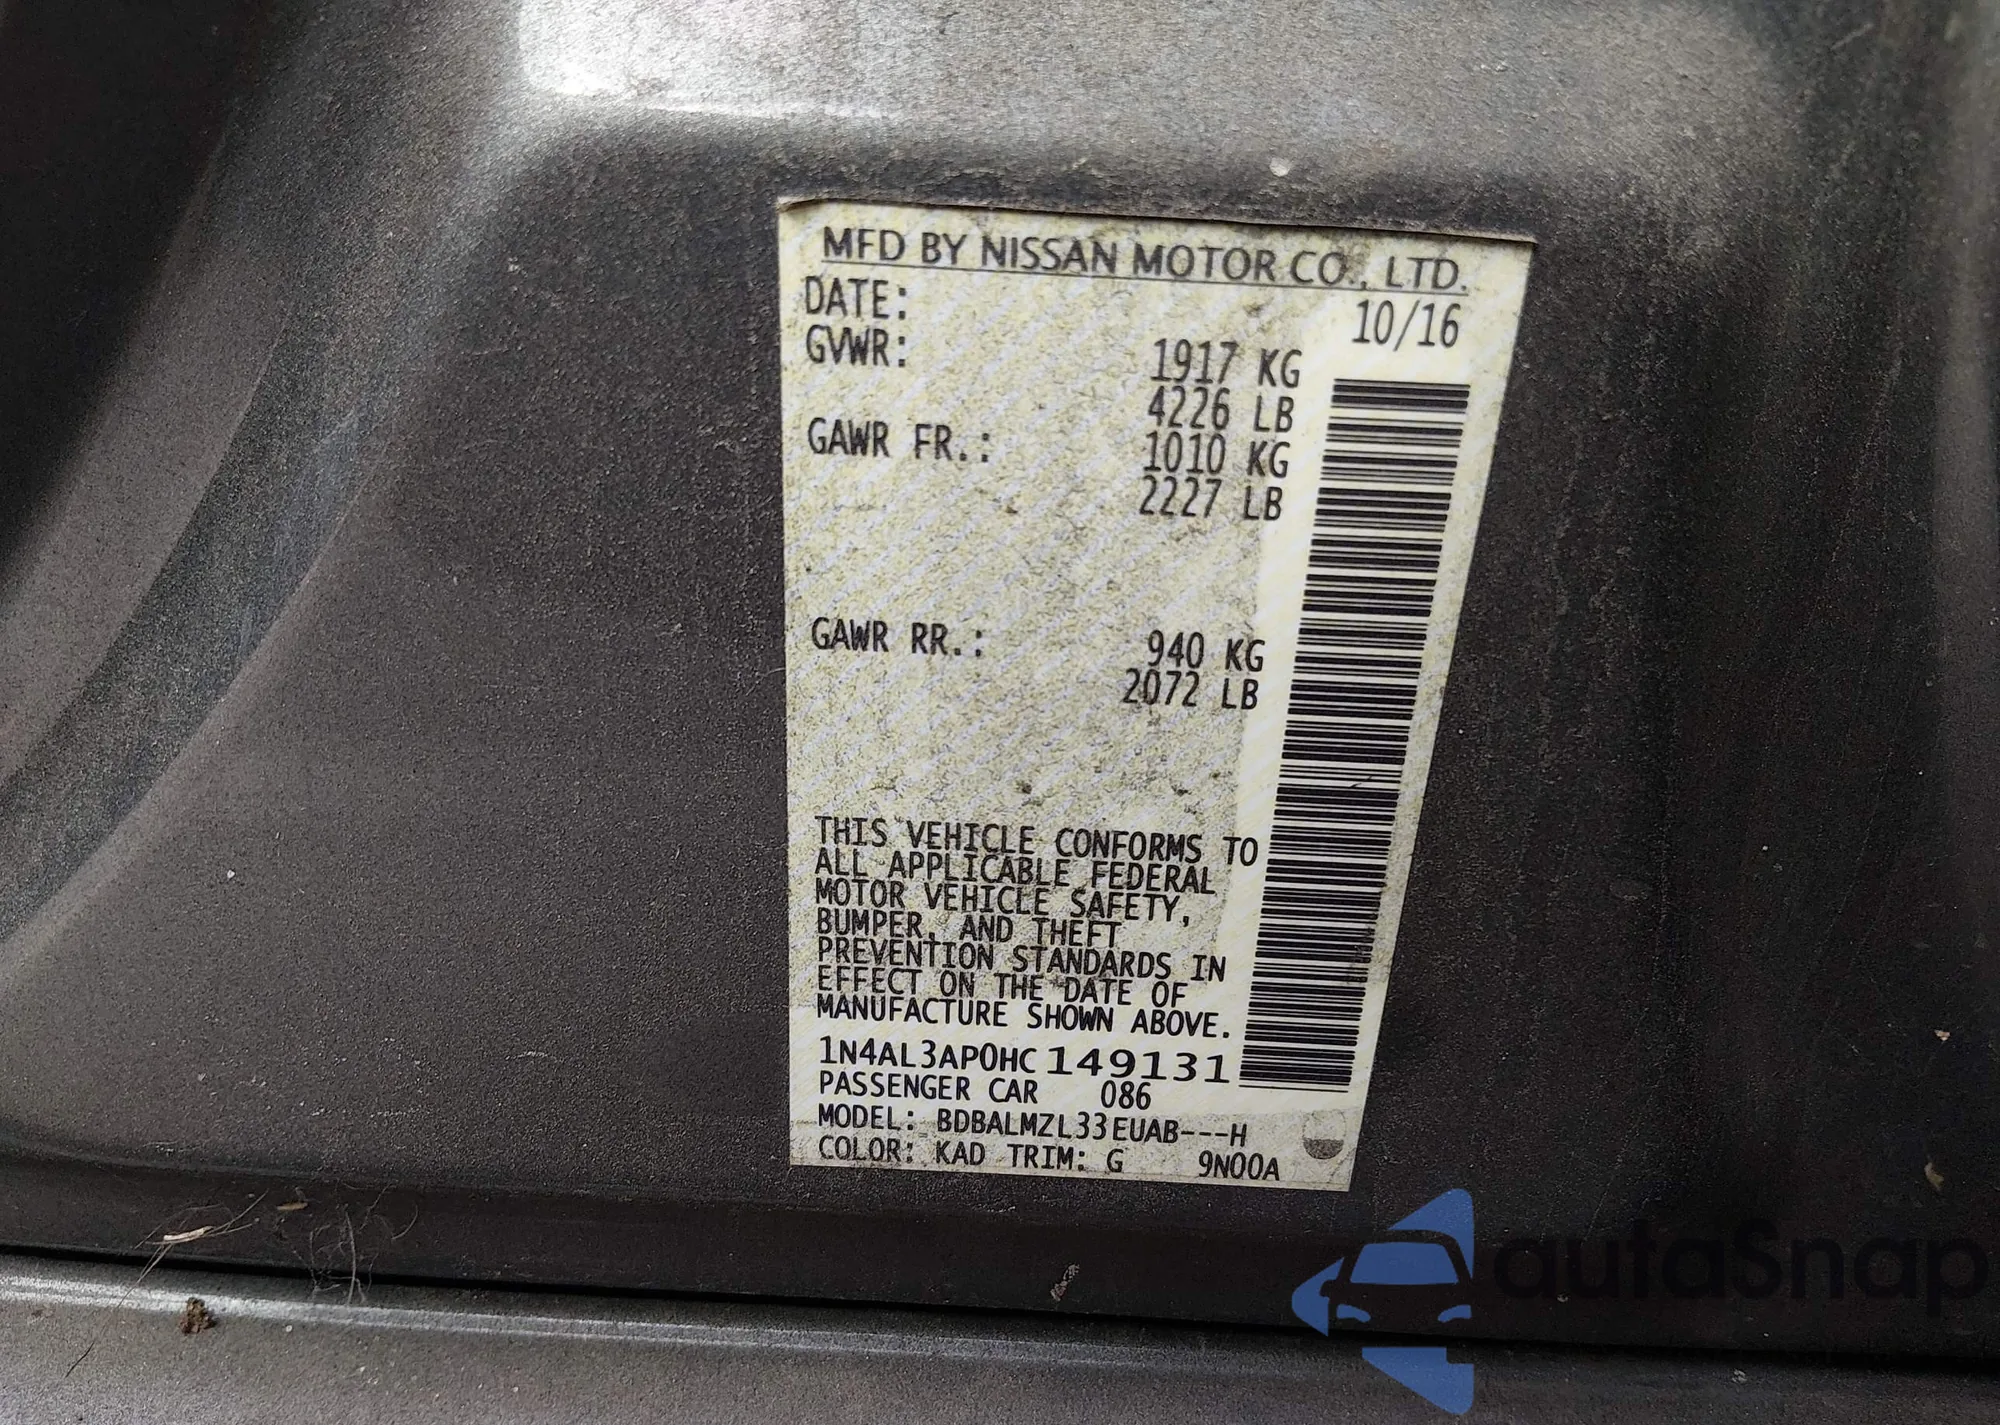 MFD BY NISSAN MOTOR CO., LTD.
DATE: 10/16
GVWR: 1917 KG
4226 LB
GAWR FR.: 1010 KG
2227 LB
GAWR RR.: 940 KG
2072 LB
THIS VEHICLE CONFORMS TO
ALL APPLICABLE FEDERAL
MOTOR VEHICLE SAFETY,
BUMPER, AND THEFT
PREVENTION STANDARDS IN
EFFECT ON THE DATE OF
MANUFACTURE SHOWN ABOVE.
1N4AL3AP0HC149131
PASSENGER CAR 086
MODEL: BDBALMZL33EUAB---H
COLOR: KAD TRIM: G 9N00A
autaSnap